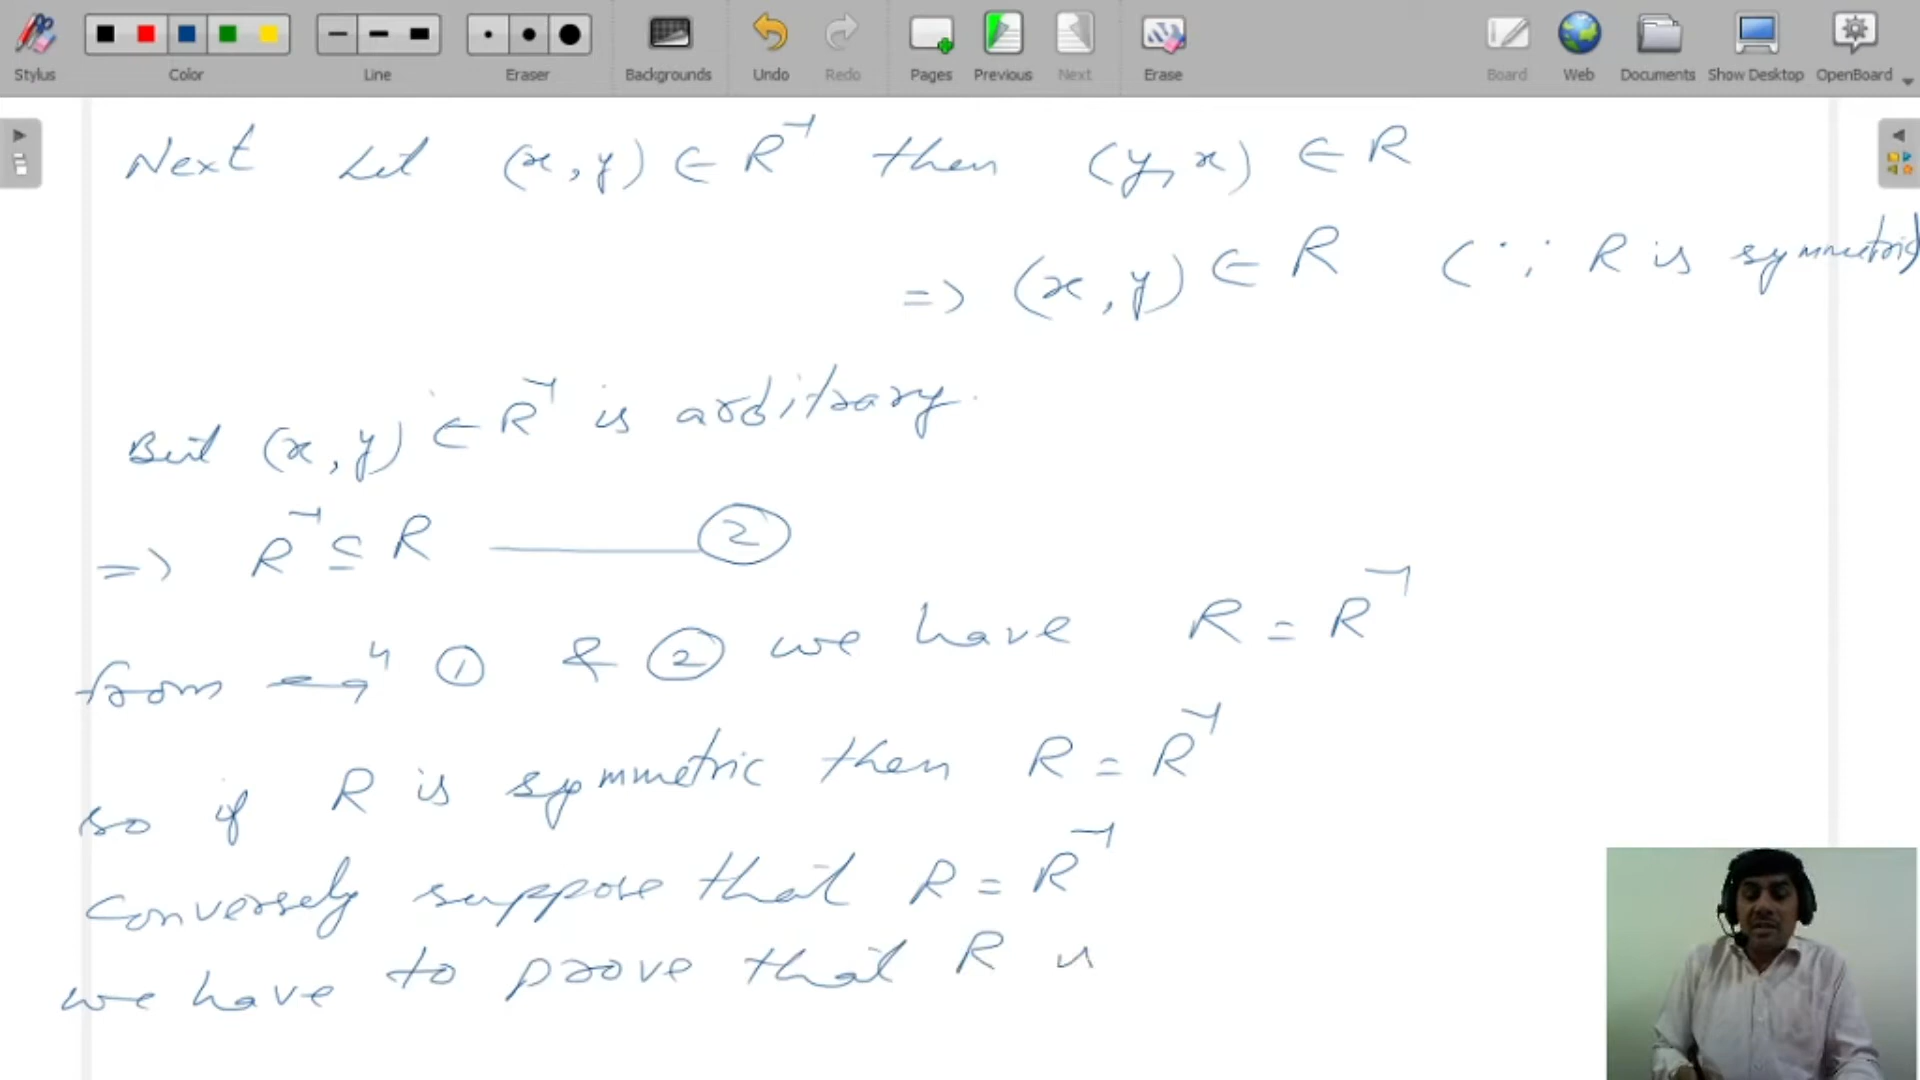 Stylus Color Line Eraser Backgrounds Undo Redo Pages Previous Next Erase Board Web Documents Show Desktop OpenBoard
Next Let (x, y) ∈ R⁻¹ then (y, x) ∈ R
=> (x, y) ∈ R (∵ R is symmetric)
But (x, y) ∈ R⁻¹ is arbitrary.
=> R⁻¹ ⊆ R ——— ②
from eqⁿ ① & ② we have R = R⁻¹
so if R is symmetric then R = R⁻¹
conversely suppose that R = R⁻¹
we have to prove that R